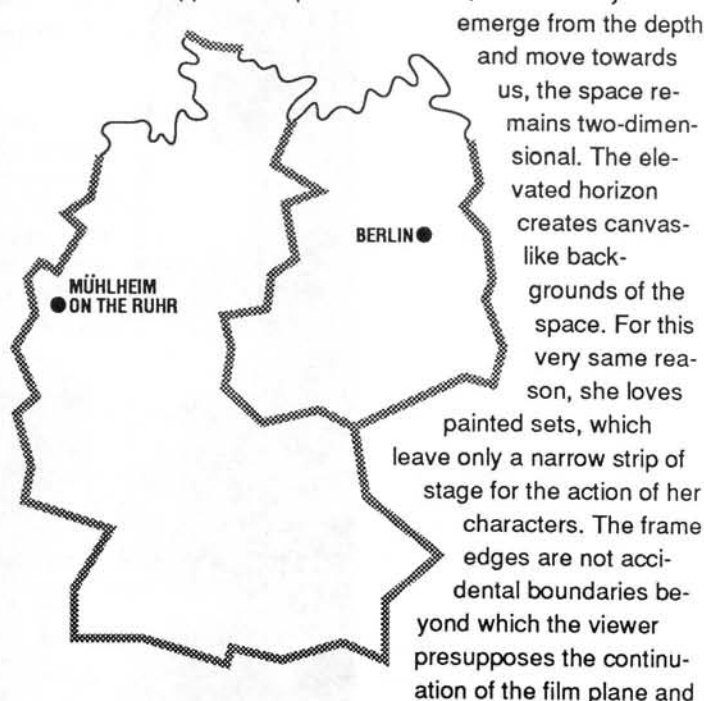 emerge from the depth
and move towards
us, the space re-
mains two-dimen-
sional. The ele-
vated horizon
creates canvas-
like back-
grounds of the
space. For this
very same rea-
son, she loves
painted sets, which
leave only a narrow strip of
stage for the action of her
characters. The frame
edges are not acci-
dental boundaries be-
yond which the viewer
presupposes the continu-
ation of the film plane and
BERLIN
MÜHLHEIM
ON THE RUHR